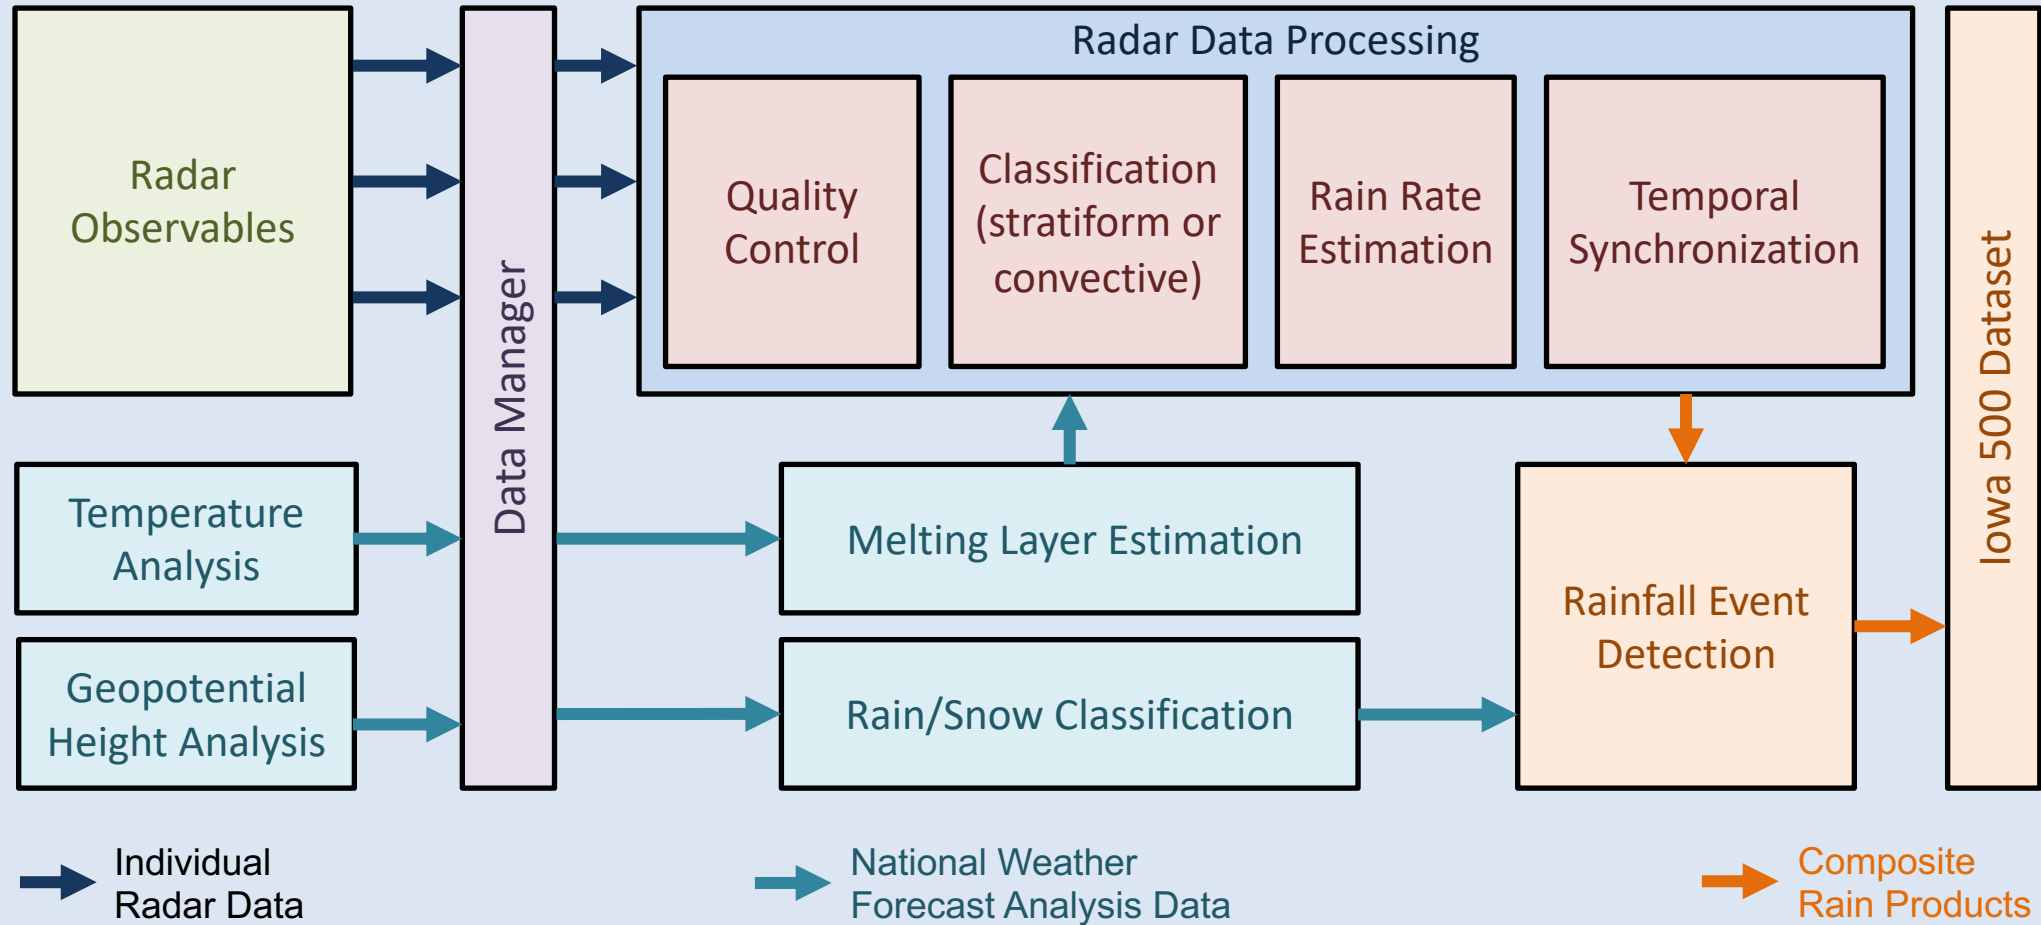 Radar
Observables
Temperature
Analysis
Geopotential
Height Analysis
Data Manager
Radar Data Processing
Quality
Control
Classification
(stratiform or
convective)
Rain Rate
Estimation
Temporal
Synchronization
Melting Layer Estimation
Rain/Snow Classification
Rainfall Event
Detection
Iowa 500 Dataset
Individual
Radar Data
National Weather
Forecast Analysis Data
Composite
Rain Products